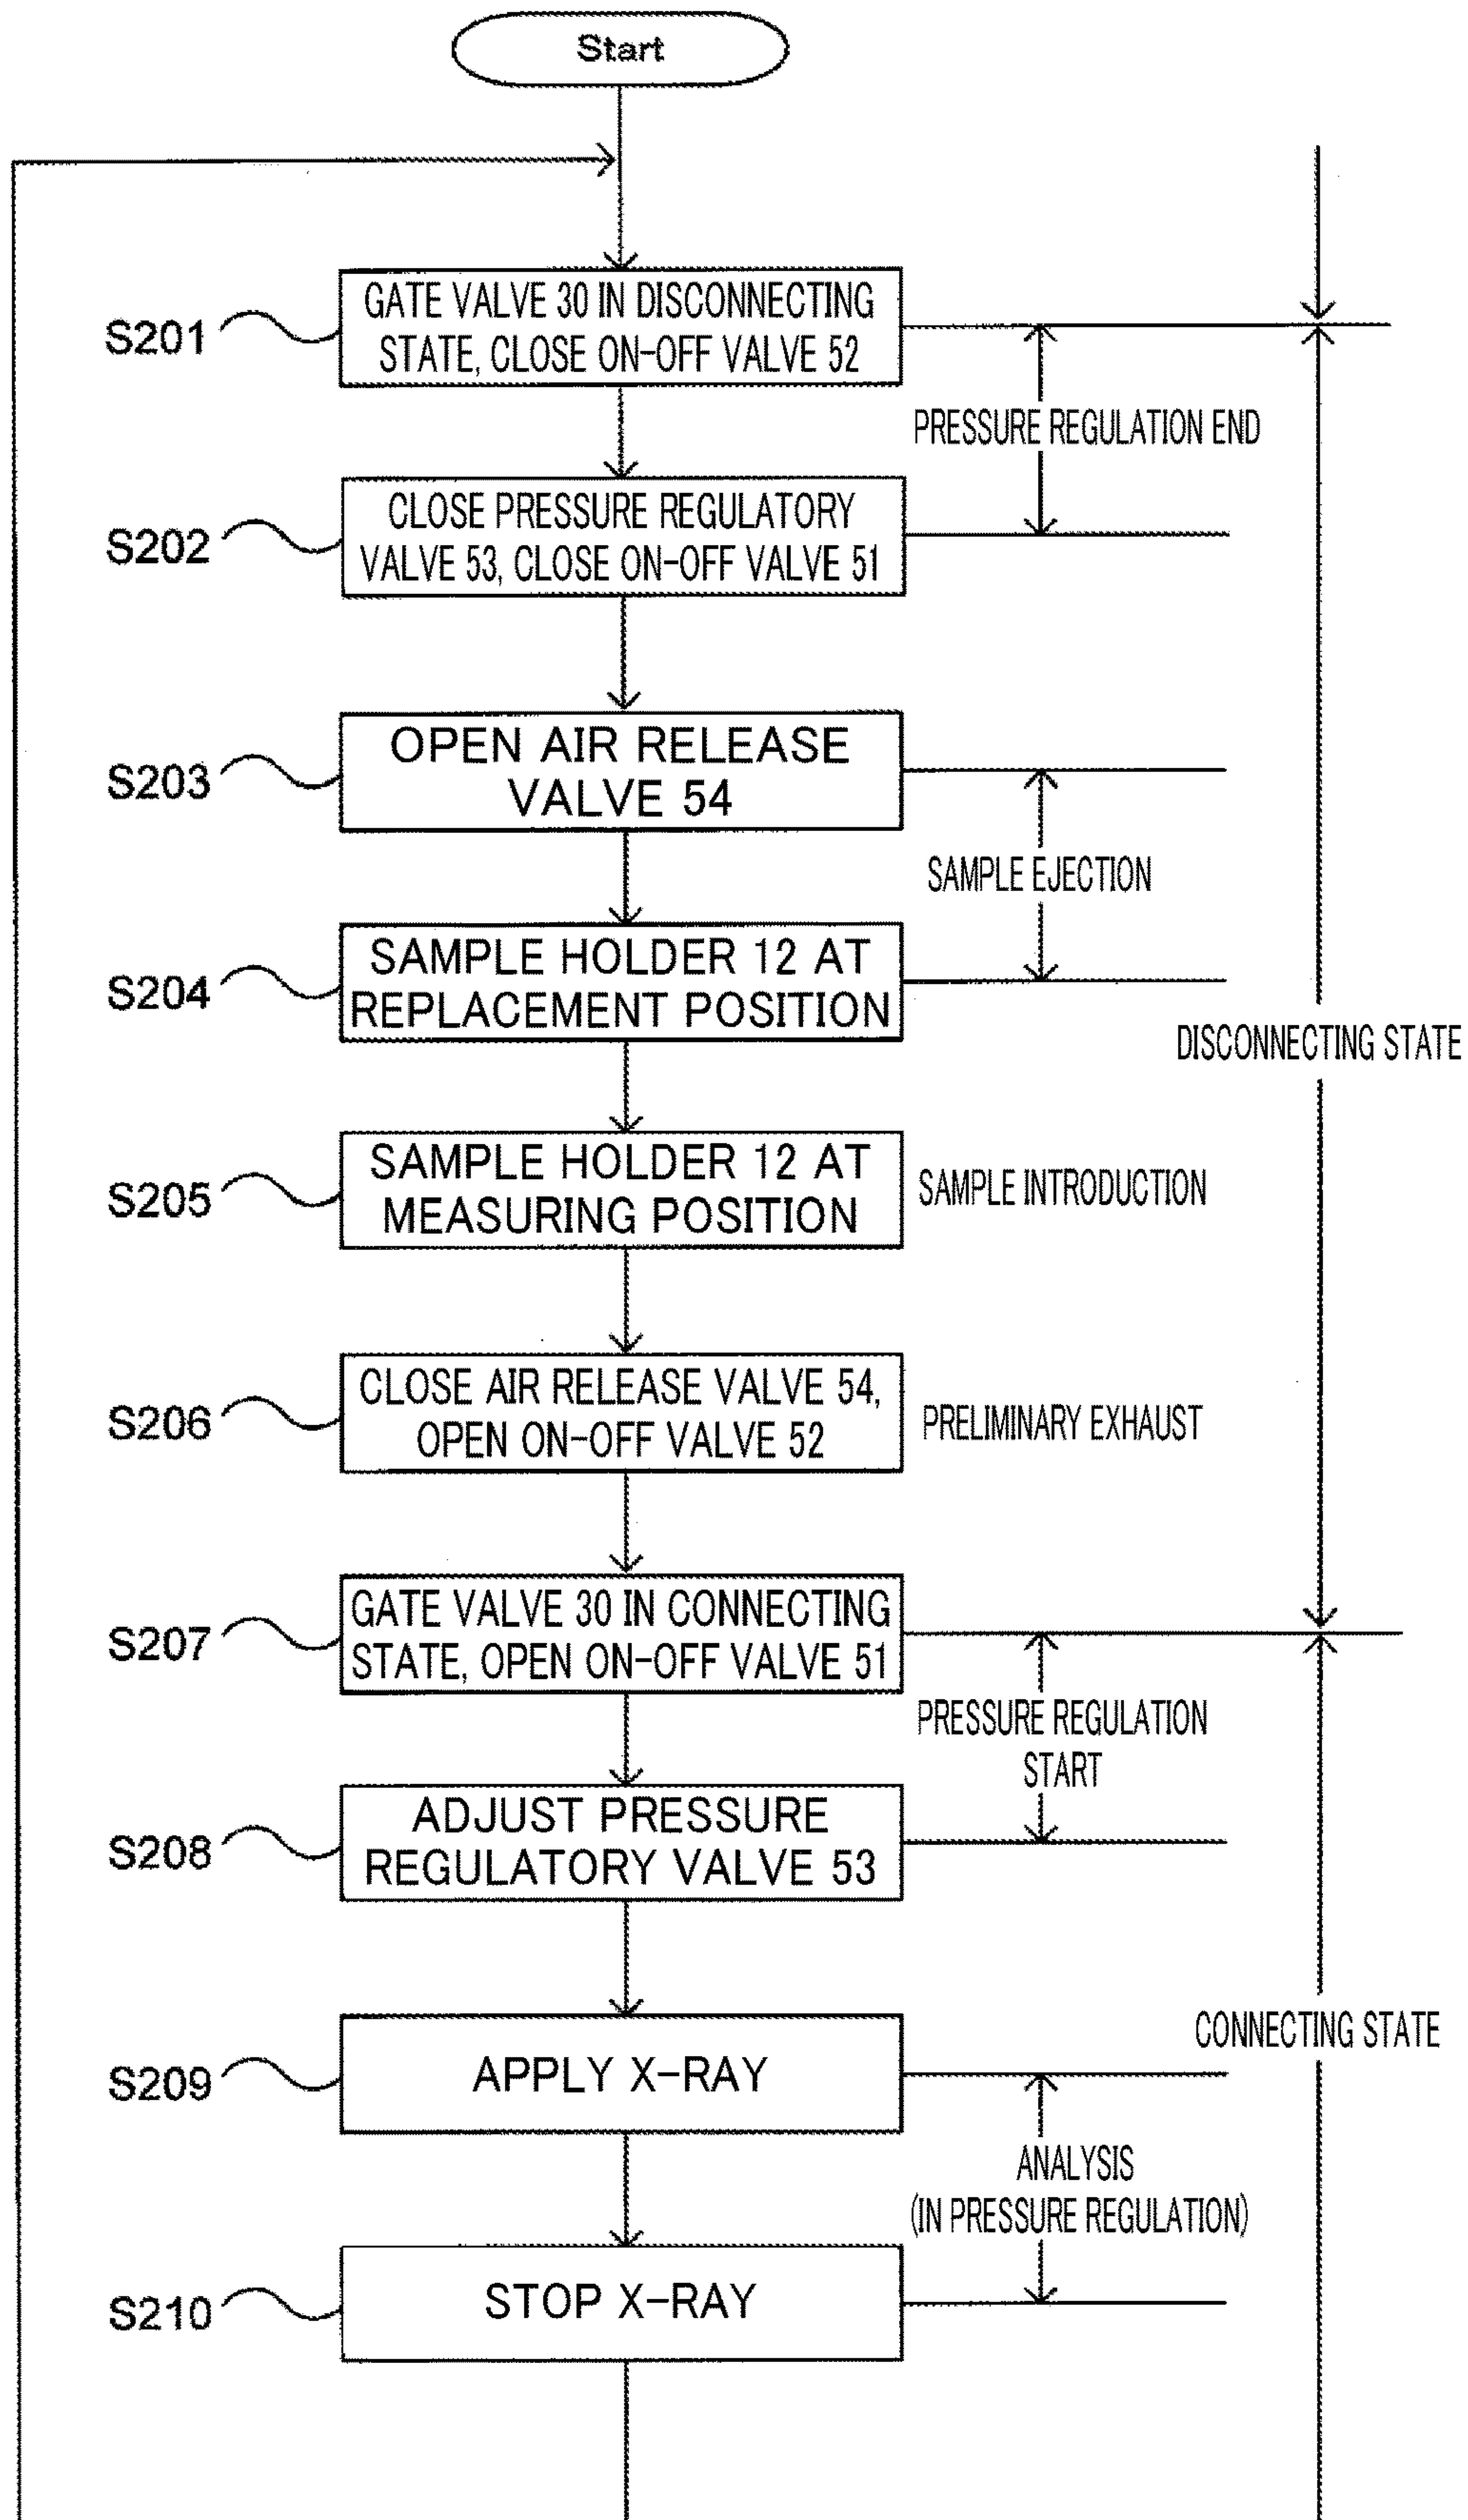 Start
S201
GATE VALVE 30 IN DISCONNECTING
STATE, CLOSE ON-OFF VALVE 52
PRESSURE REGULATION END
S202
CLOSE PRESSURE REGULATORY
VALVE 53, CLOSE ON-OFF VALVE 51
S203
OPEN AIR RELEASE
VALVE 54
SAMPLE EJECTION
S204
SAMPLE HOLDER 12 AT
REPLACEMENT POSITION
DISCONNECTING STATE
S205
SAMPLE HOLDER 12 AT
MEASURING POSITION
SAMPLE INTRODUCTION
S206
CLOSE AIR RELEASE VALVE 54,
OPEN ON-OFF VALVE 52
PRELIMINARY EXHAUST
S207
GATE VALVE 30 IN CONNECTING
STATE, OPEN ON-OFF VALVE 51
PRESSURE REGULATION
START
S208
ADJUST PRESSURE
REGULATORY VALVE 53
CONNECTING STATE
S209
APPLY X-RAY
ANALYSIS
(IN PRESSURE REGULATION)
S210
STOP X-RAY